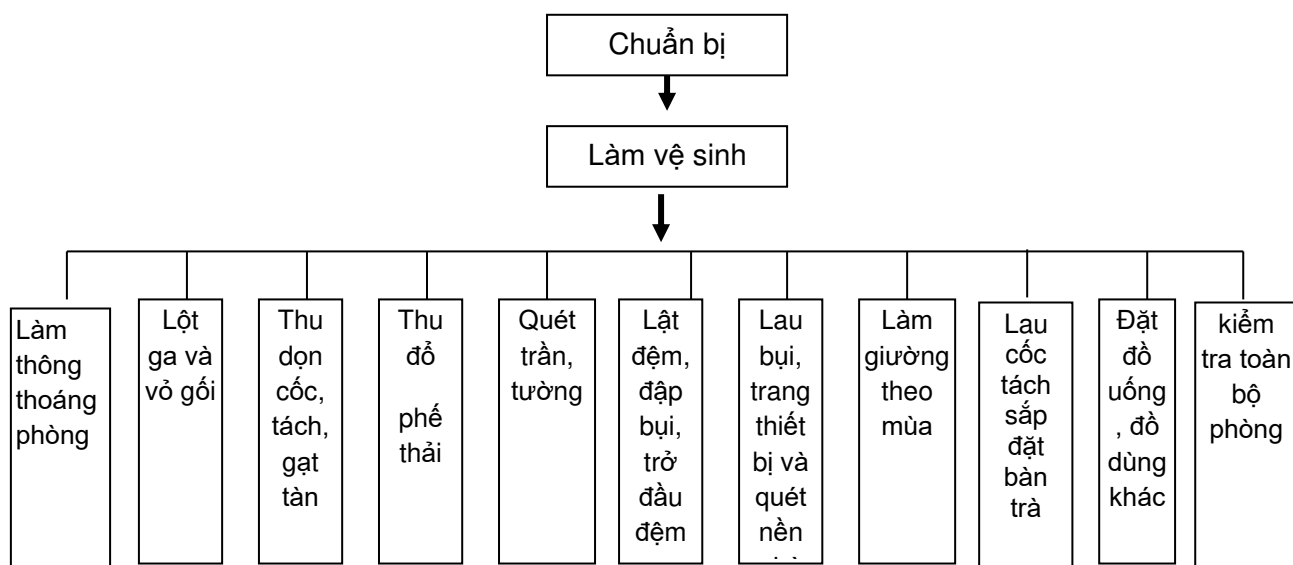 Chuẩn bị
Làm vệ sinh
Làm
thông
thoáng
phòng
Lột
ga và
vỏ gối
Thu
dọn
cốc,
tách,
gạt
tàn
Thu
đổ
phế
thải
Quét
trần,
tường
Lật
đệm,
đập
bụi,
trở
đầu
đệm
Lau
bụi,
trang
thiết
bị và
quét
nền
Làm
giường
theo
mùa
Lau
cốc
tách
sắp
đặt
bàn
trà
Đặt
đồ
uống
, đồ
dùng
khác
kiểm
tra toàn
bộ
phòng